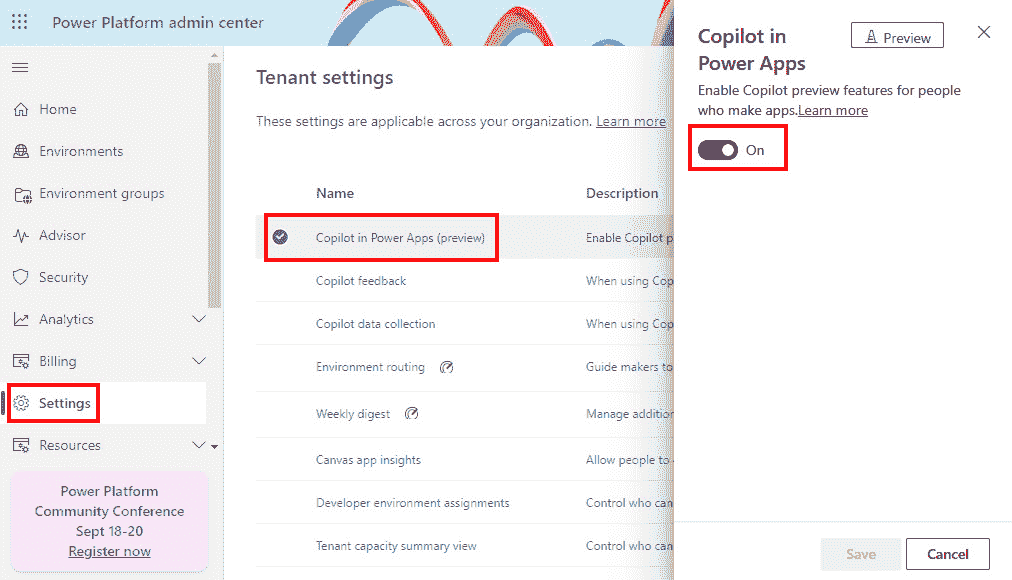 Power Platform admin center
Home
Environments
Environment groups
Advisor
Security
Analytics
Billing
Settings
Resources
Power Platform
Community Conference
Sept 18-20
Register now
Tenant settings
These settings are applicable across your organization. Learn more
Name Description
Copilot in Power Apps (preview) Enable Copilot
Copilot feedback When using Cop
Copilot data collection When using Cop
Environment routing Guide makers to
Weekly digest Manage addition
Canvas app insights Allow people to
Developer environment assignments Control who can
Tenant capacity summary view Control who can
Copilot in
Power Apps
Preview
Enable Copilot preview features for people
who make apps.Learn more
On
Save Cancel